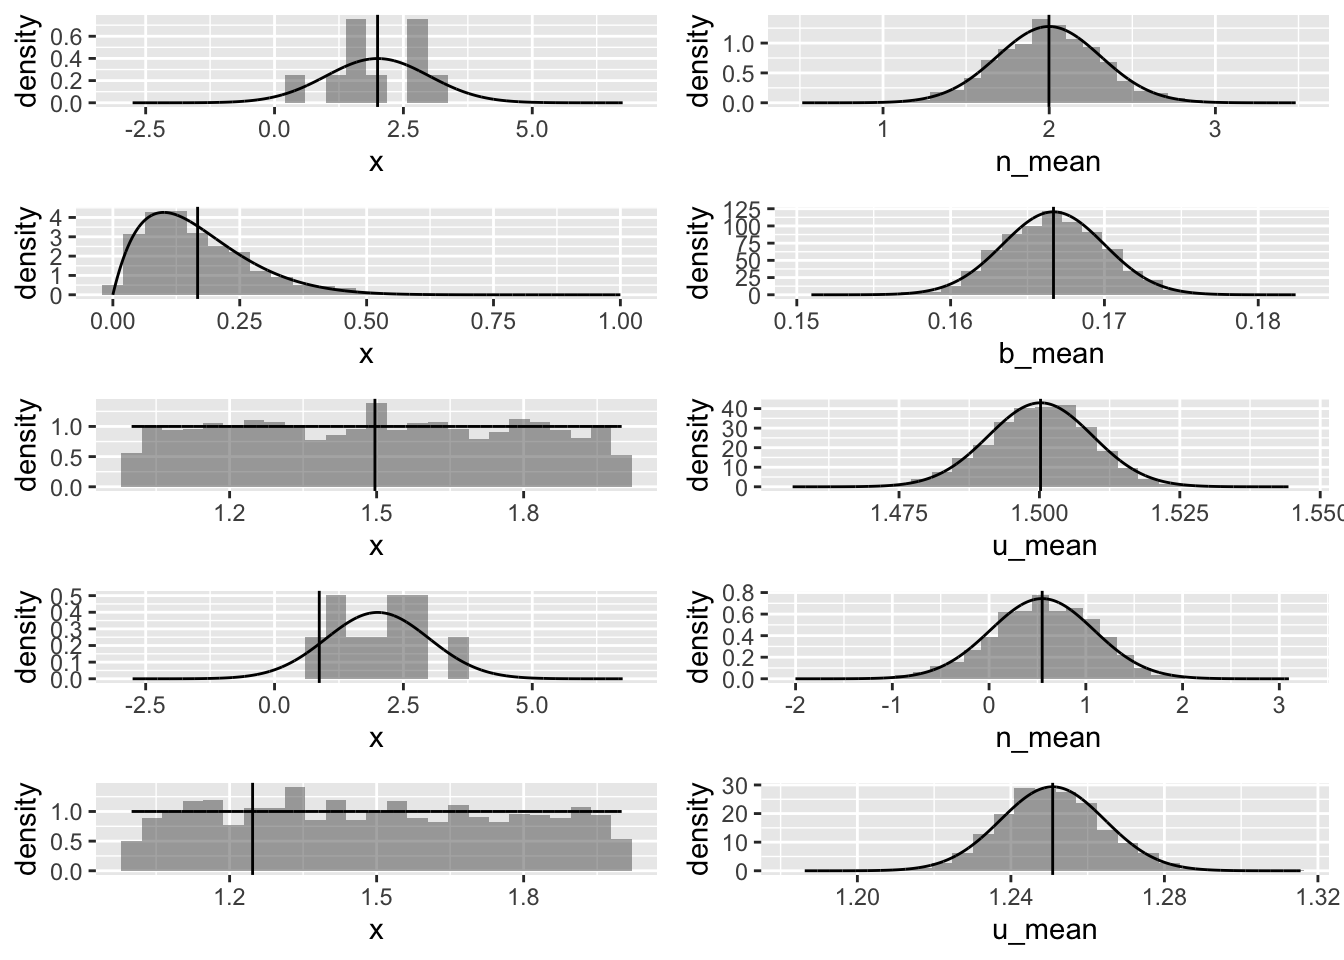 density
0.6
0.4
0.2
0.0
-2.5 0.0 2.5 5.0
x
density
1.0
0.5
0.0
1 2 3
n_mean
density
4
3
2
1
0
0.00 0.25 0.50 0.75 1.00
x
density
125
100
75
50
25
0
0.15 0.16 0.17 0.18
b_mean
density
1.0
0.5
0.0
1.2 1.5 1.8
x
density
40
30
20
10
0
1.475 1.500 1.525 1.550
u_mean
density
0.5
0.4
0.3
0.2
0.1
0.0
-2.5 0.0 2.5 5.0
x
density
0.8
0.6
0.4
0.2
0.0
-2 -1 0 1 2 3
n_mean
density
1.0
0.5
0.0
1.2 1.5 1.8
x
density
30
20
10
0
1.20 1.24 1.28 1.32
u_mean